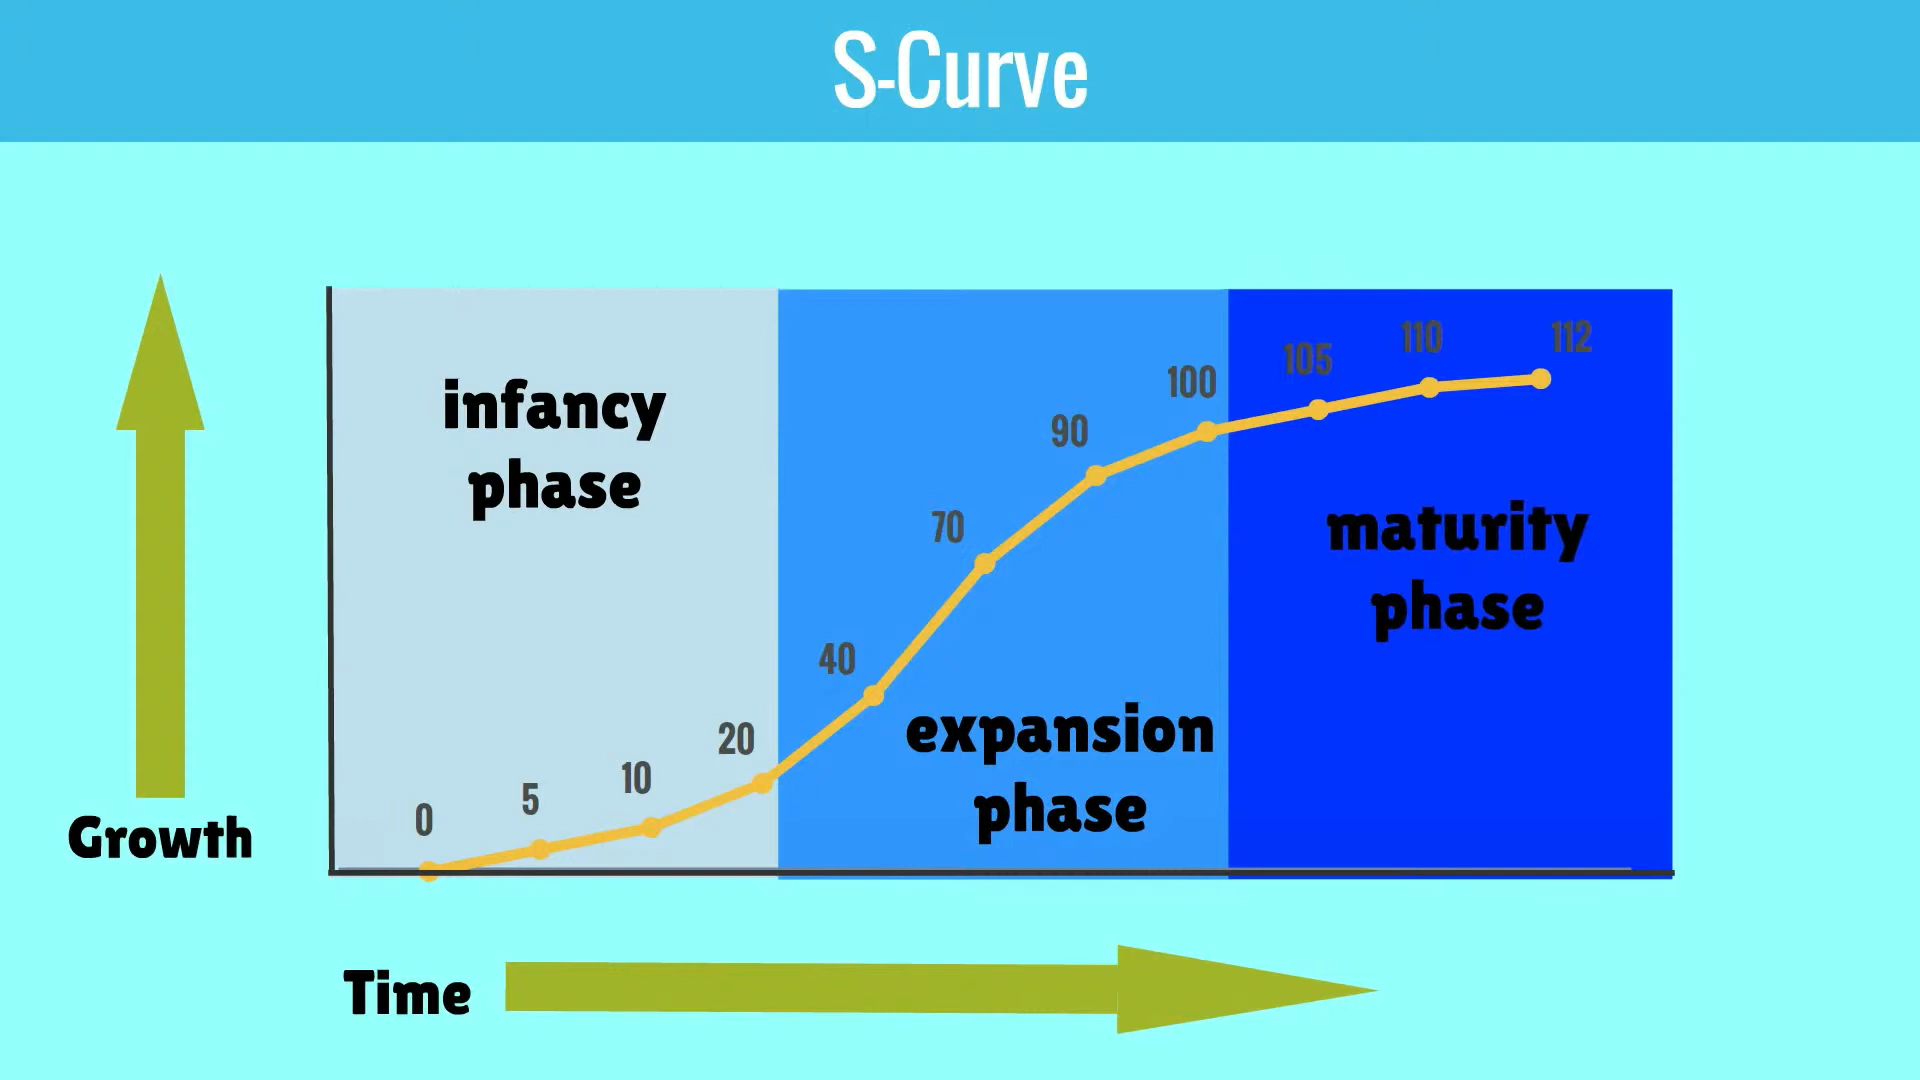 S-Curve
infancy
phase
0
5
10
20
40
70
90
100
105
110
112
expansion
phase
maturity
phase
Growth
Time